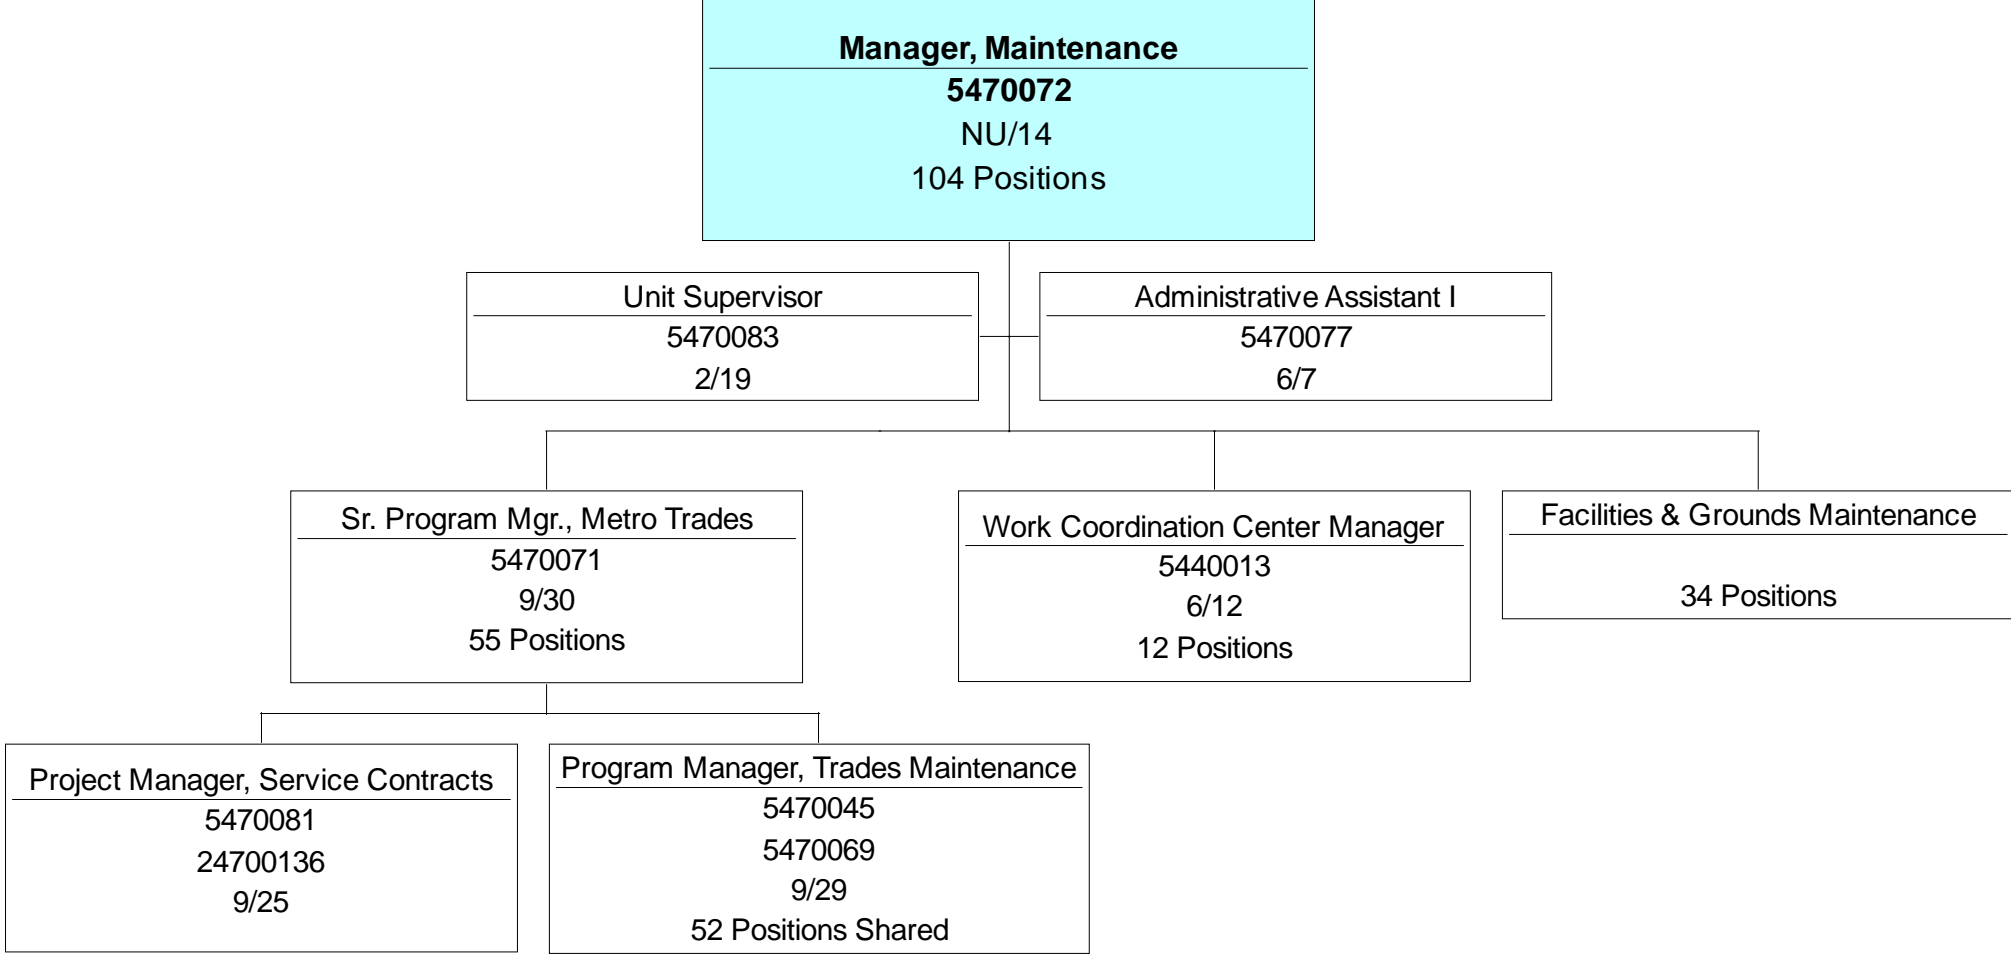 Manager, Maintenance
5470072
NU/14
104 Positions
Unit Supervisor
5470083
2/19
Administrative Assistant I
5470077
6/7
Sr. Program Mgr., Metro Trades
5470071
9/30
55 Positions
Work Coordination Center Manager
5440013
6/12
12 Positions
Facilities & Grounds Maintenance
34 Positions
Project Manager, Service Contracts
5470081
24700136
9/25
Program Manager, Trades Maintenance
5470045
5470069
9/29
52 Positions Shared